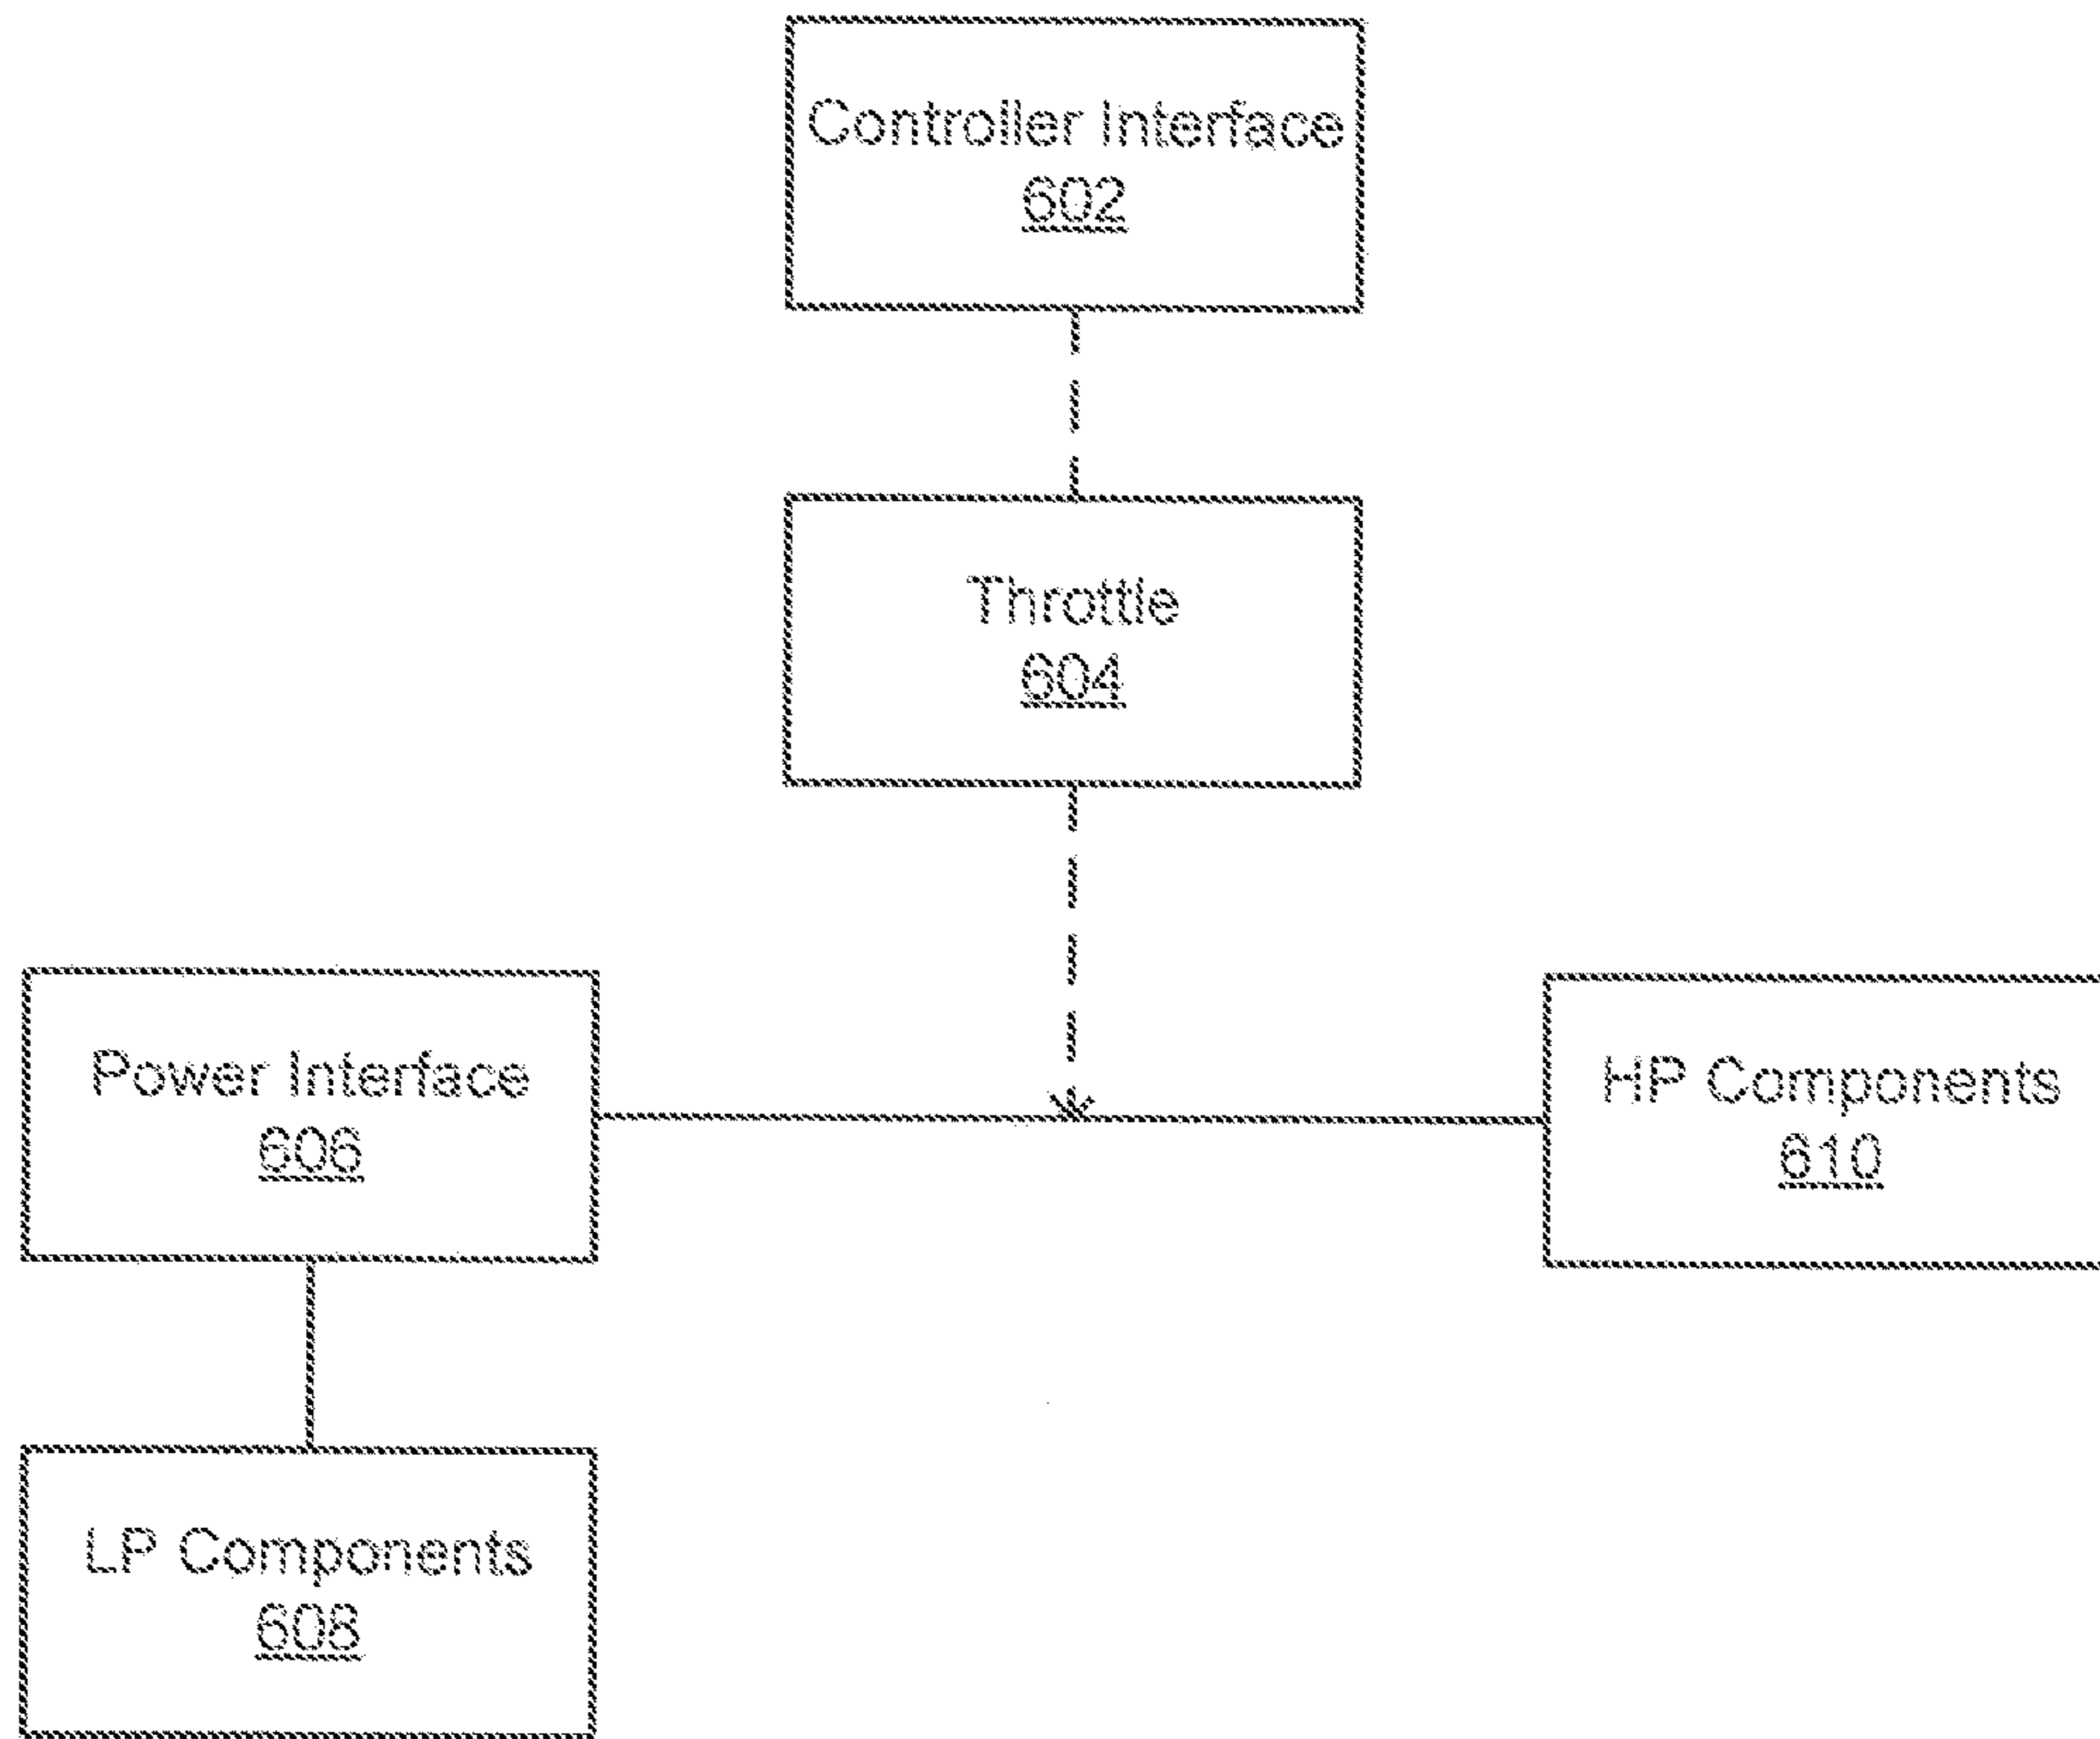 Controller Interface
602
Throttle
604
Power Interface
606
HP Components
610
LP Components
608